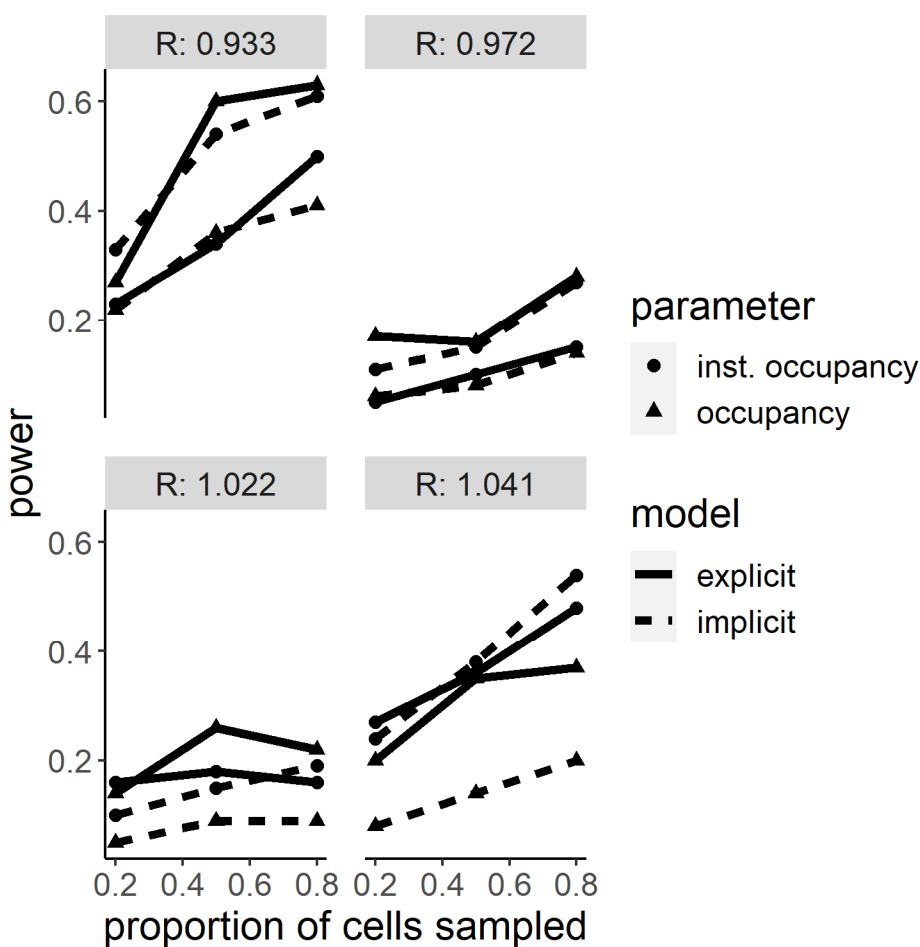 R: 0.933
R: 0.972
0.6
0.4
0.2
power
R: 1.022
R: 1.041
0.6
0.4
0.2
0.2 0.4 0.6 0.8
0.2 0.4 0.6 0.8
proportion of cells sampled
parameter
inst. occupancy
occupancy
model
explicit
implicit